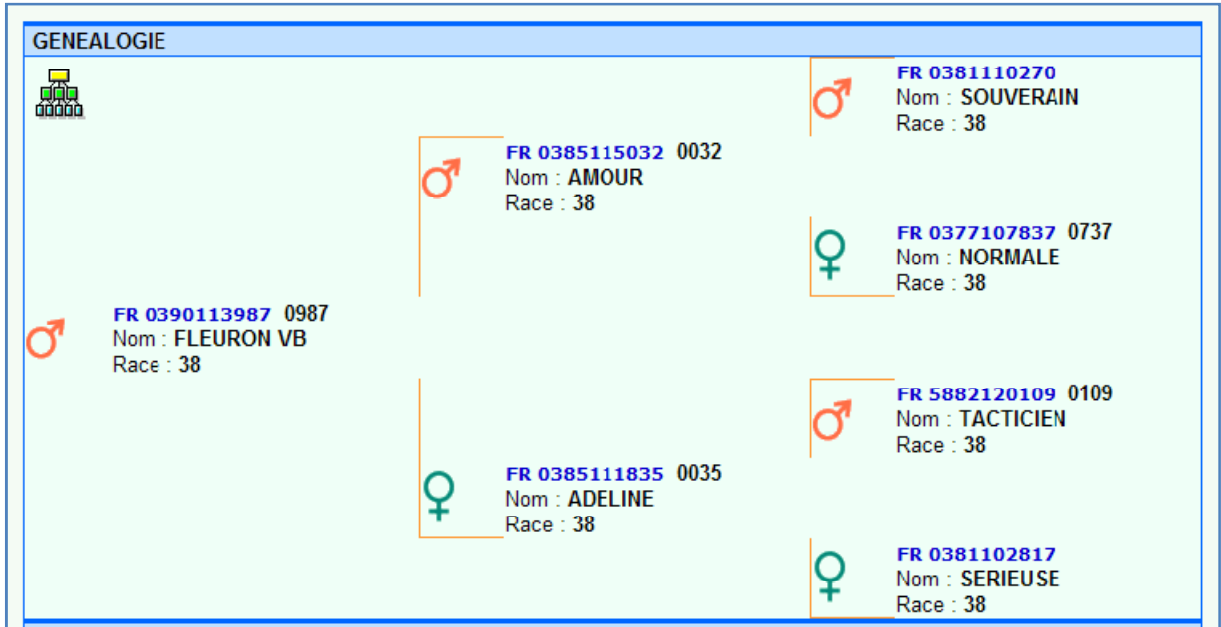 GENEALOGIE
FR 0381110270
Nom : SOUVERAIN
Race : 38
FR 0385115032 0032
Nom : AMOUR
Race : 38
FR 0377107837 0737
Nom : NORMALE
Race : 38
FR 0390113987 0987
Nom : FLEURON VB
Race : 38
FR 5882120109 0109
Nom : TACTICIEN
Race : 38
FR 0385111835 0035
Nom : ADELINE
Race : 38
FR 0381102817
Nom : SERIEUSE
Race : 38